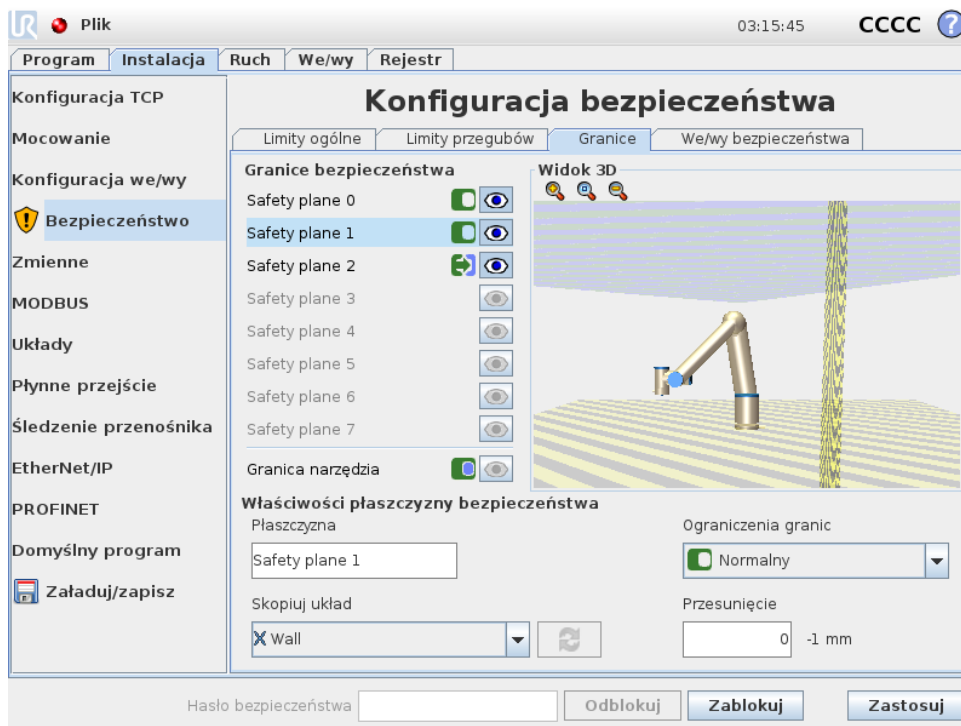 UR Plik 03:15:45 CCCC ?
Program Instalacja Ruch We/wy Rejestr
Konfiguracja TCP
Mocowanie
Konfiguracja we/wy
Bezpieczeństwo
Zmienne
MODBUS
Układy
Płynne przejście
Śledzenie przenośnika
EtherNet/IP
PROFINET
Domyślny program
Załaduj/zapisz
Konfiguracja bezpieczeństwa
Limity ogólne Limity przegubów Granice We/wy bezpieczeństwa
Granice bezpieczeństwa
Safety plane 0
Safety plane 1
Safety plane 2
Safety plane 3
Safety plane 4
Safety plane 5
Safety plane 6
Safety plane 7
Granica narzędzia
Widok 3D
Właściwości płaszczyzny bezpieczeństwa
Płaszczyzna
Safety plane 1
Ograniczenia granic
Normalny
Skopiuj układ
Wall
Przesunięcie
0 -1 mm
Hasło bezpieczeństwa Odblokuj Zablokuj Zastosuj